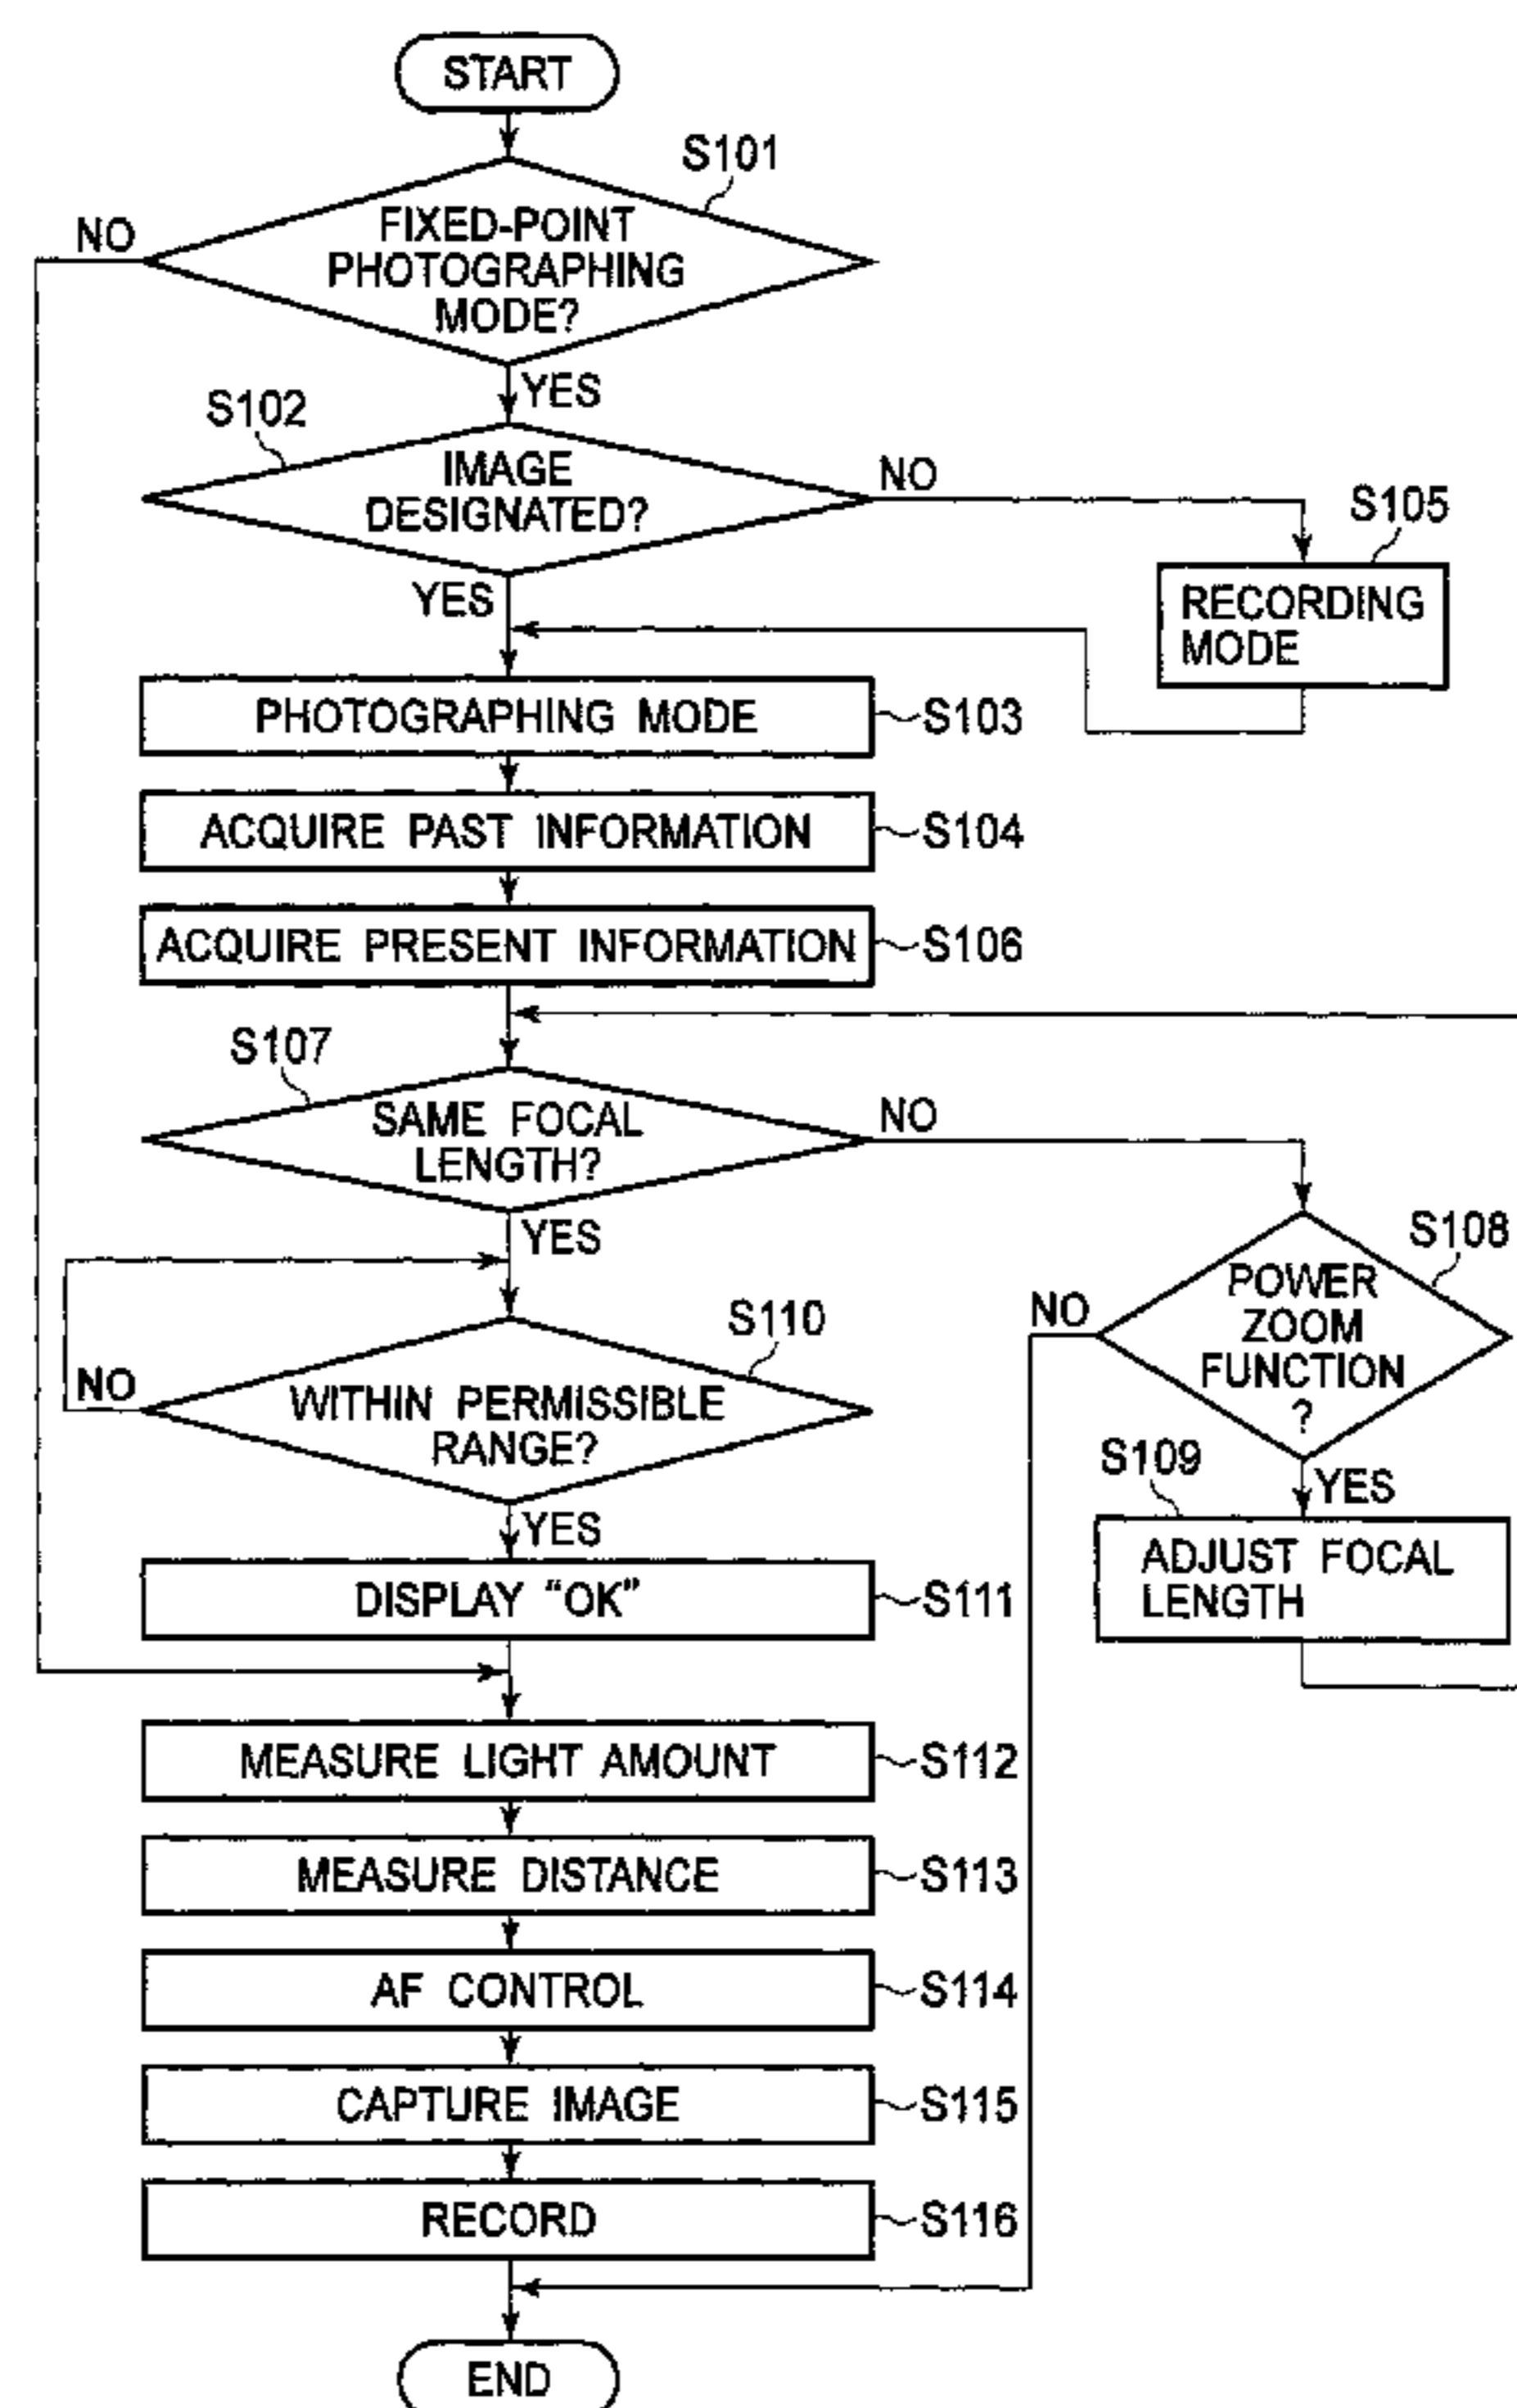 START
S101
NO
FIXED-POINT
PHOTOGRAPHING
MODE?
YES
S102
IMAGE
DESIGNATED?
NO
S105
RECORDING
MODE
YES
PHOTOGRAPHING MODE
S103
ACQUIRE PAST INFORMATION
S104
ACQUIRE PRESENT INFORMATION
S106
S107
SAME FOCAL
LENGTH?
NO
YES
S108
POWER
ZOOM
FUNCTION
?
NO
S110
NO
WITHIN PERMISSIBLE
RANGE?
YES
S109
YES
ADJUST FOCAL
LENGTH
DISPLAY “OK”
S111
MEASURE LIGHT AMOUNT
S112
MEASURE DISTANCE
S113
AF CONTROL
S114
CAPTURE IMAGE
S115
RECORD
S116
END